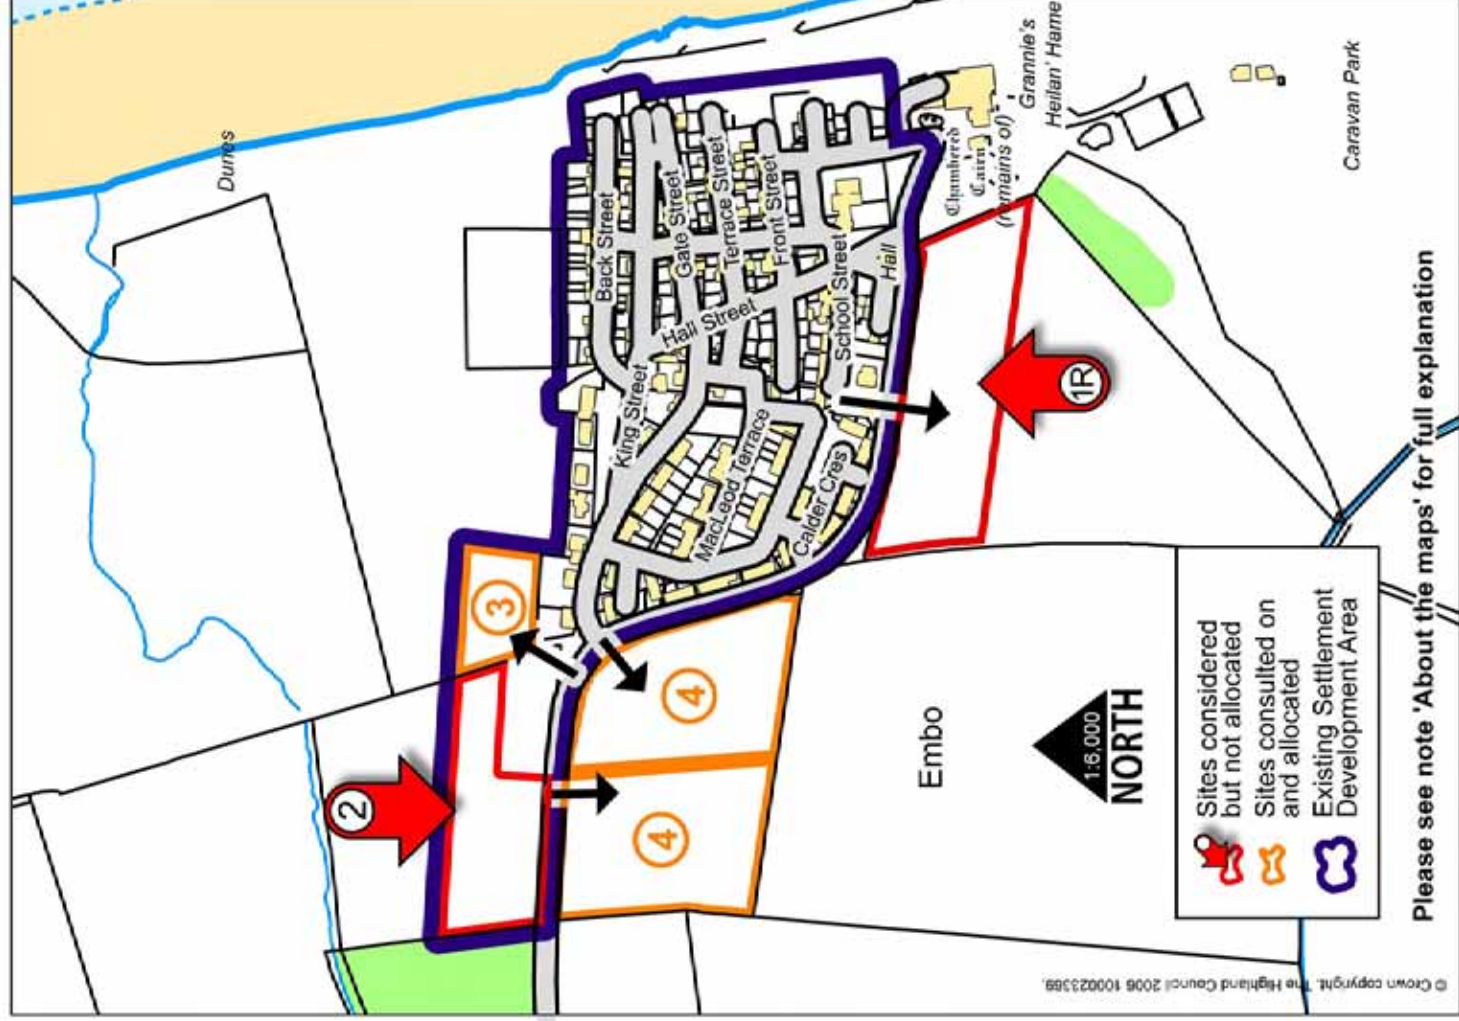 Dunes
Back Street
Gate Street
Terrace Street
Front Street
King Street
Hall Street
School Street
Hall
MacLeod Terrace
Calder Cres
Chambered
Cairn
(remains of)
Grannie's
Heilan' Hame
Caravan Park
2
3
4
4
1R
Embo
1:6,000
NORTH
Sites considered
but not allocated
Sites consulted on
and allocated
Existing Settlement
Development Area
Please see note 'About the maps' for full explanation
© Crown copyright. The Highland Council 2006 100023369.